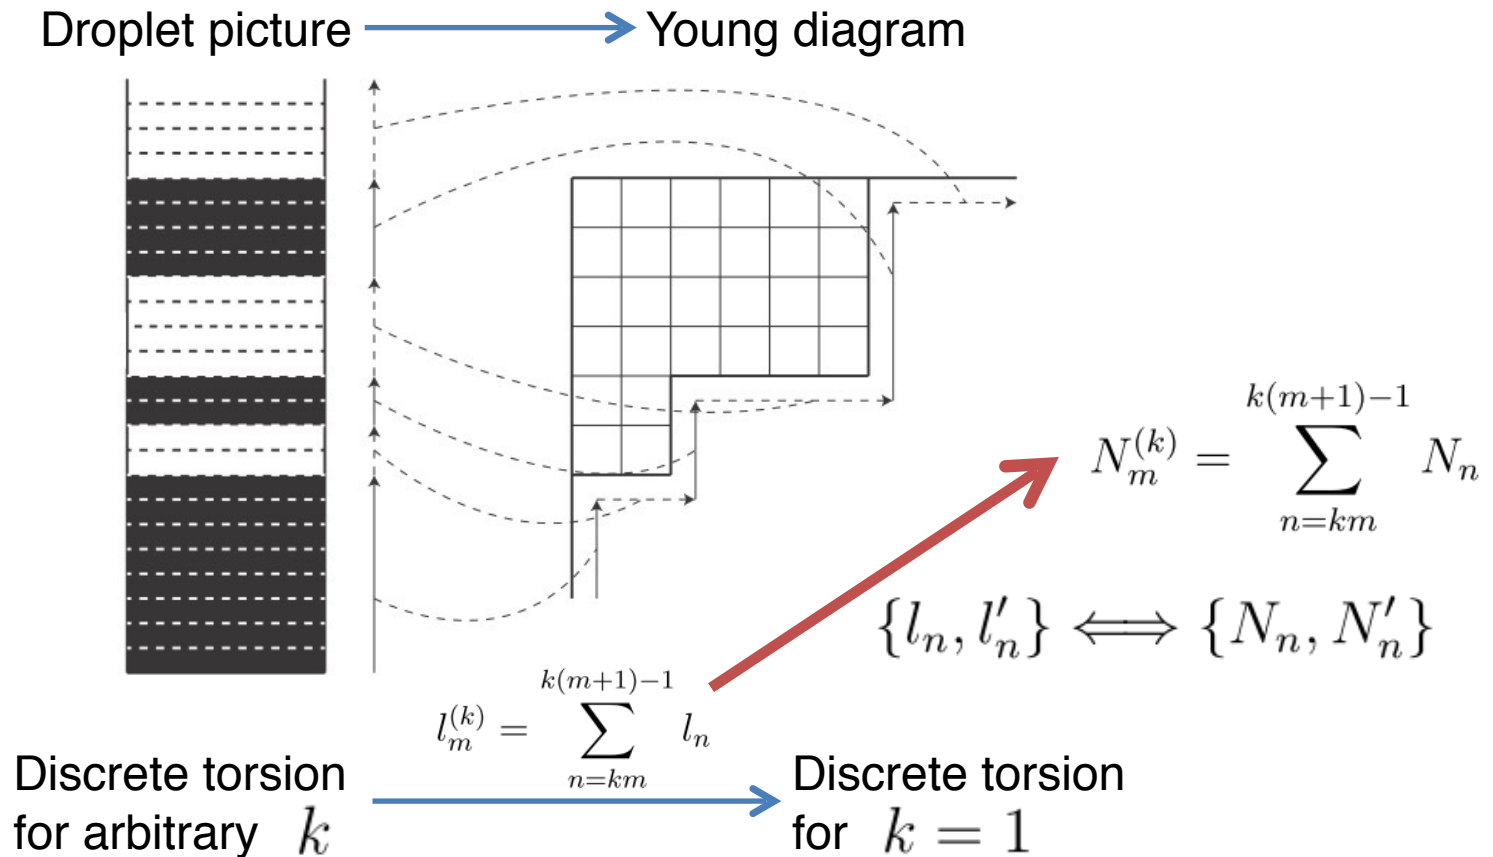 Droplet picture → Young diagram
N_m^{(k)} = \sum_{n=km}^{k(m+1)-1} N_n
\{l_n, l'_n\} ⟺ \{N_n, N'_n\}
l_m^{(k)} = \sum_{n=km}^{k(m+1)-1} l_n
Discrete torsion for arbitrary k
Discrete torsion for k = 1